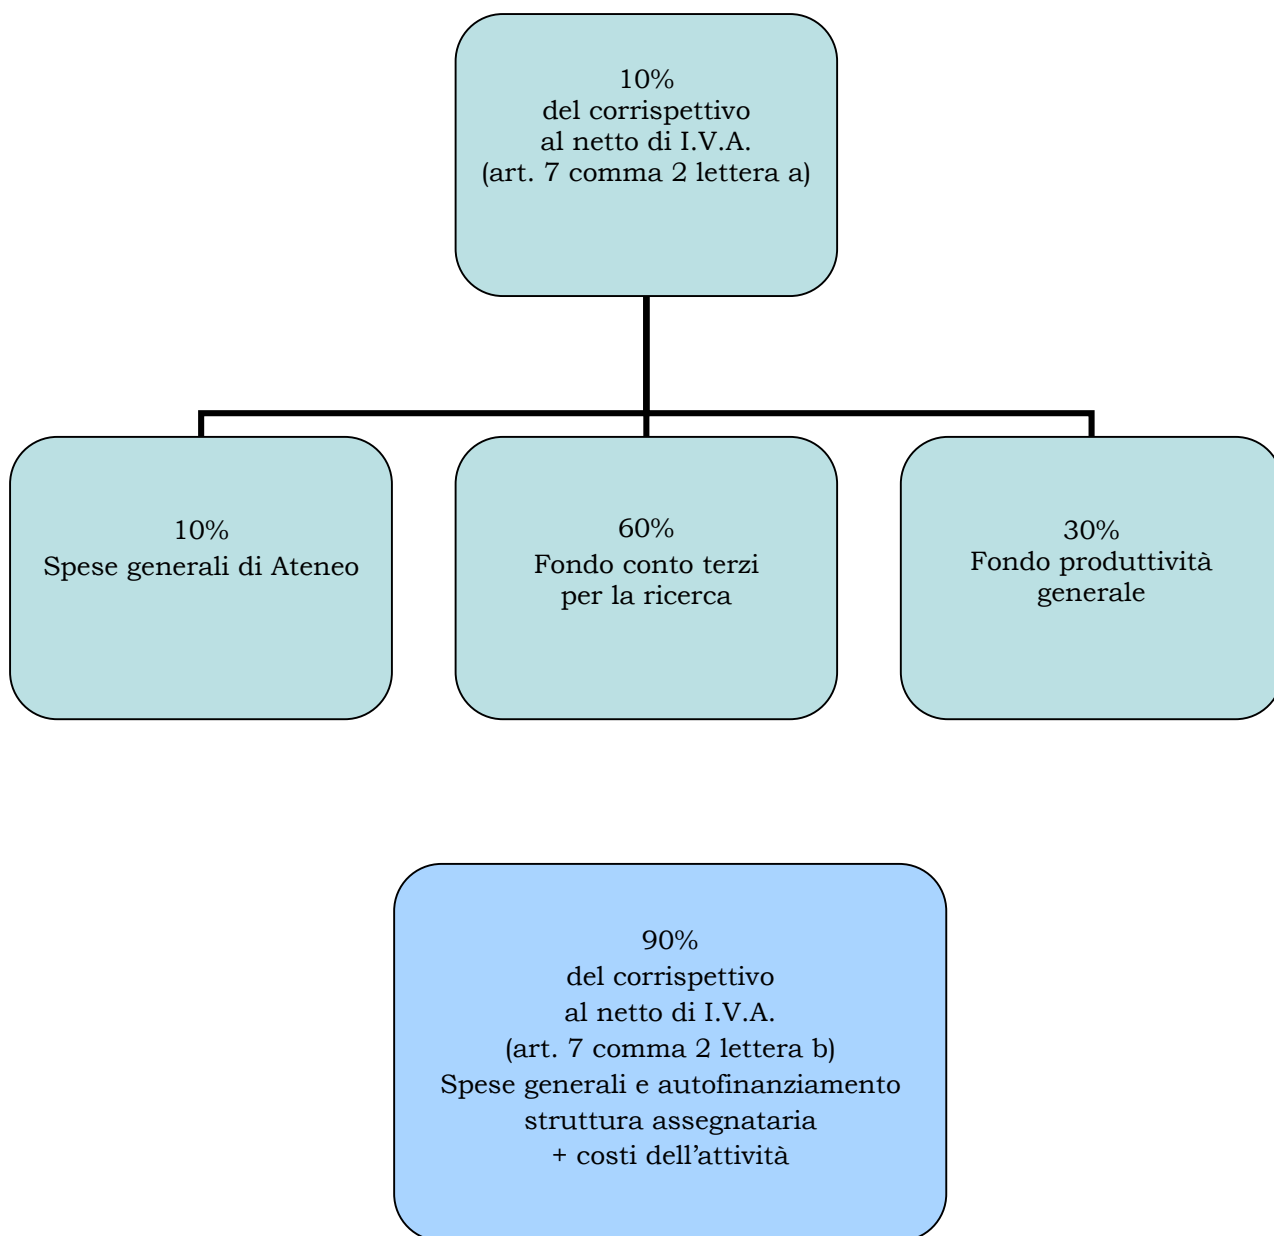 10%
del corrispettivo
al netto di I.V.A.
(art. 7 comma 2 lettera a)
10%
Spese generali di Ateneo
60%
Fondo conto terzi
per la ricerca
30%
Fondo produttività
generale
90%
del corrispettivo
al netto di I.V.A.
(art. 7 comma 2 lettera b)
Spese generali e autofinanziamento
struttura assegnataria
+ costi dell’attività